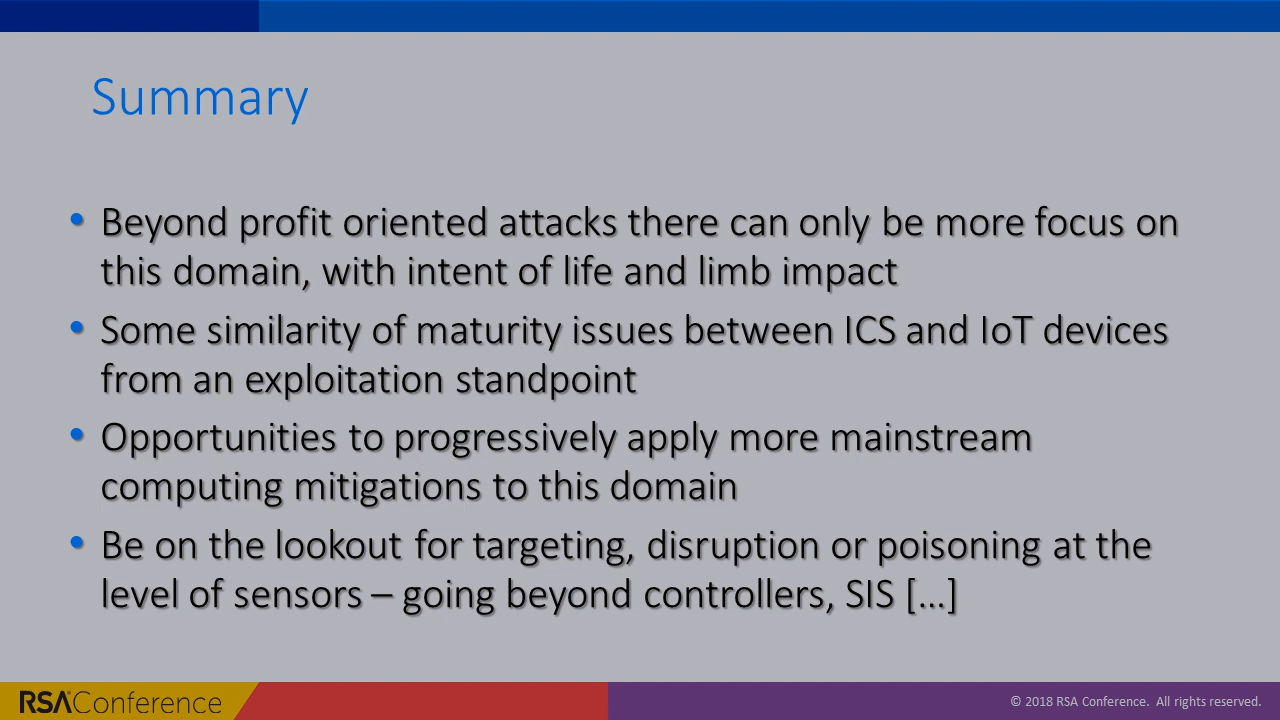 Summary
• Beyond profit oriented attacks there can only be more focus on
this domain, with intent of life and limb impact
• Some similarity of maturity issues between ICS and IoT devices
from an exploitation standpoint
• Opportunities to progressively apply more mainstream
computing mitigations to this domain
• Be on the lookout for targeting, disruption or poisoning at the
level of sensors – going beyond controllers, SIS […]
RSAConference
© 2018 RSA Conference. All rights reserved.